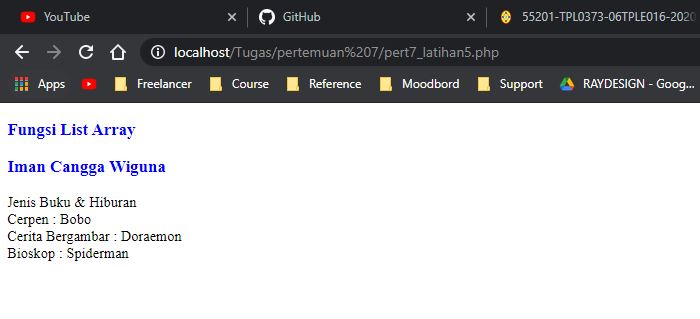 YouTube
GitHub
55201-TPL0373-06TPLE016-2020
localhost/Tugas/pertemuan%207/pert7_latihan5.php
Apps
Freelancer
Course
Reference
Moodbord
Support
RAYDESIGN - Goog...
Fungsi List Array
Iman Cangga Wiguna
Jenis Buku & Hiburan
Cerpen : Bobo
Cerita Bergambar : Doraemon
Bioskop : Spiderman